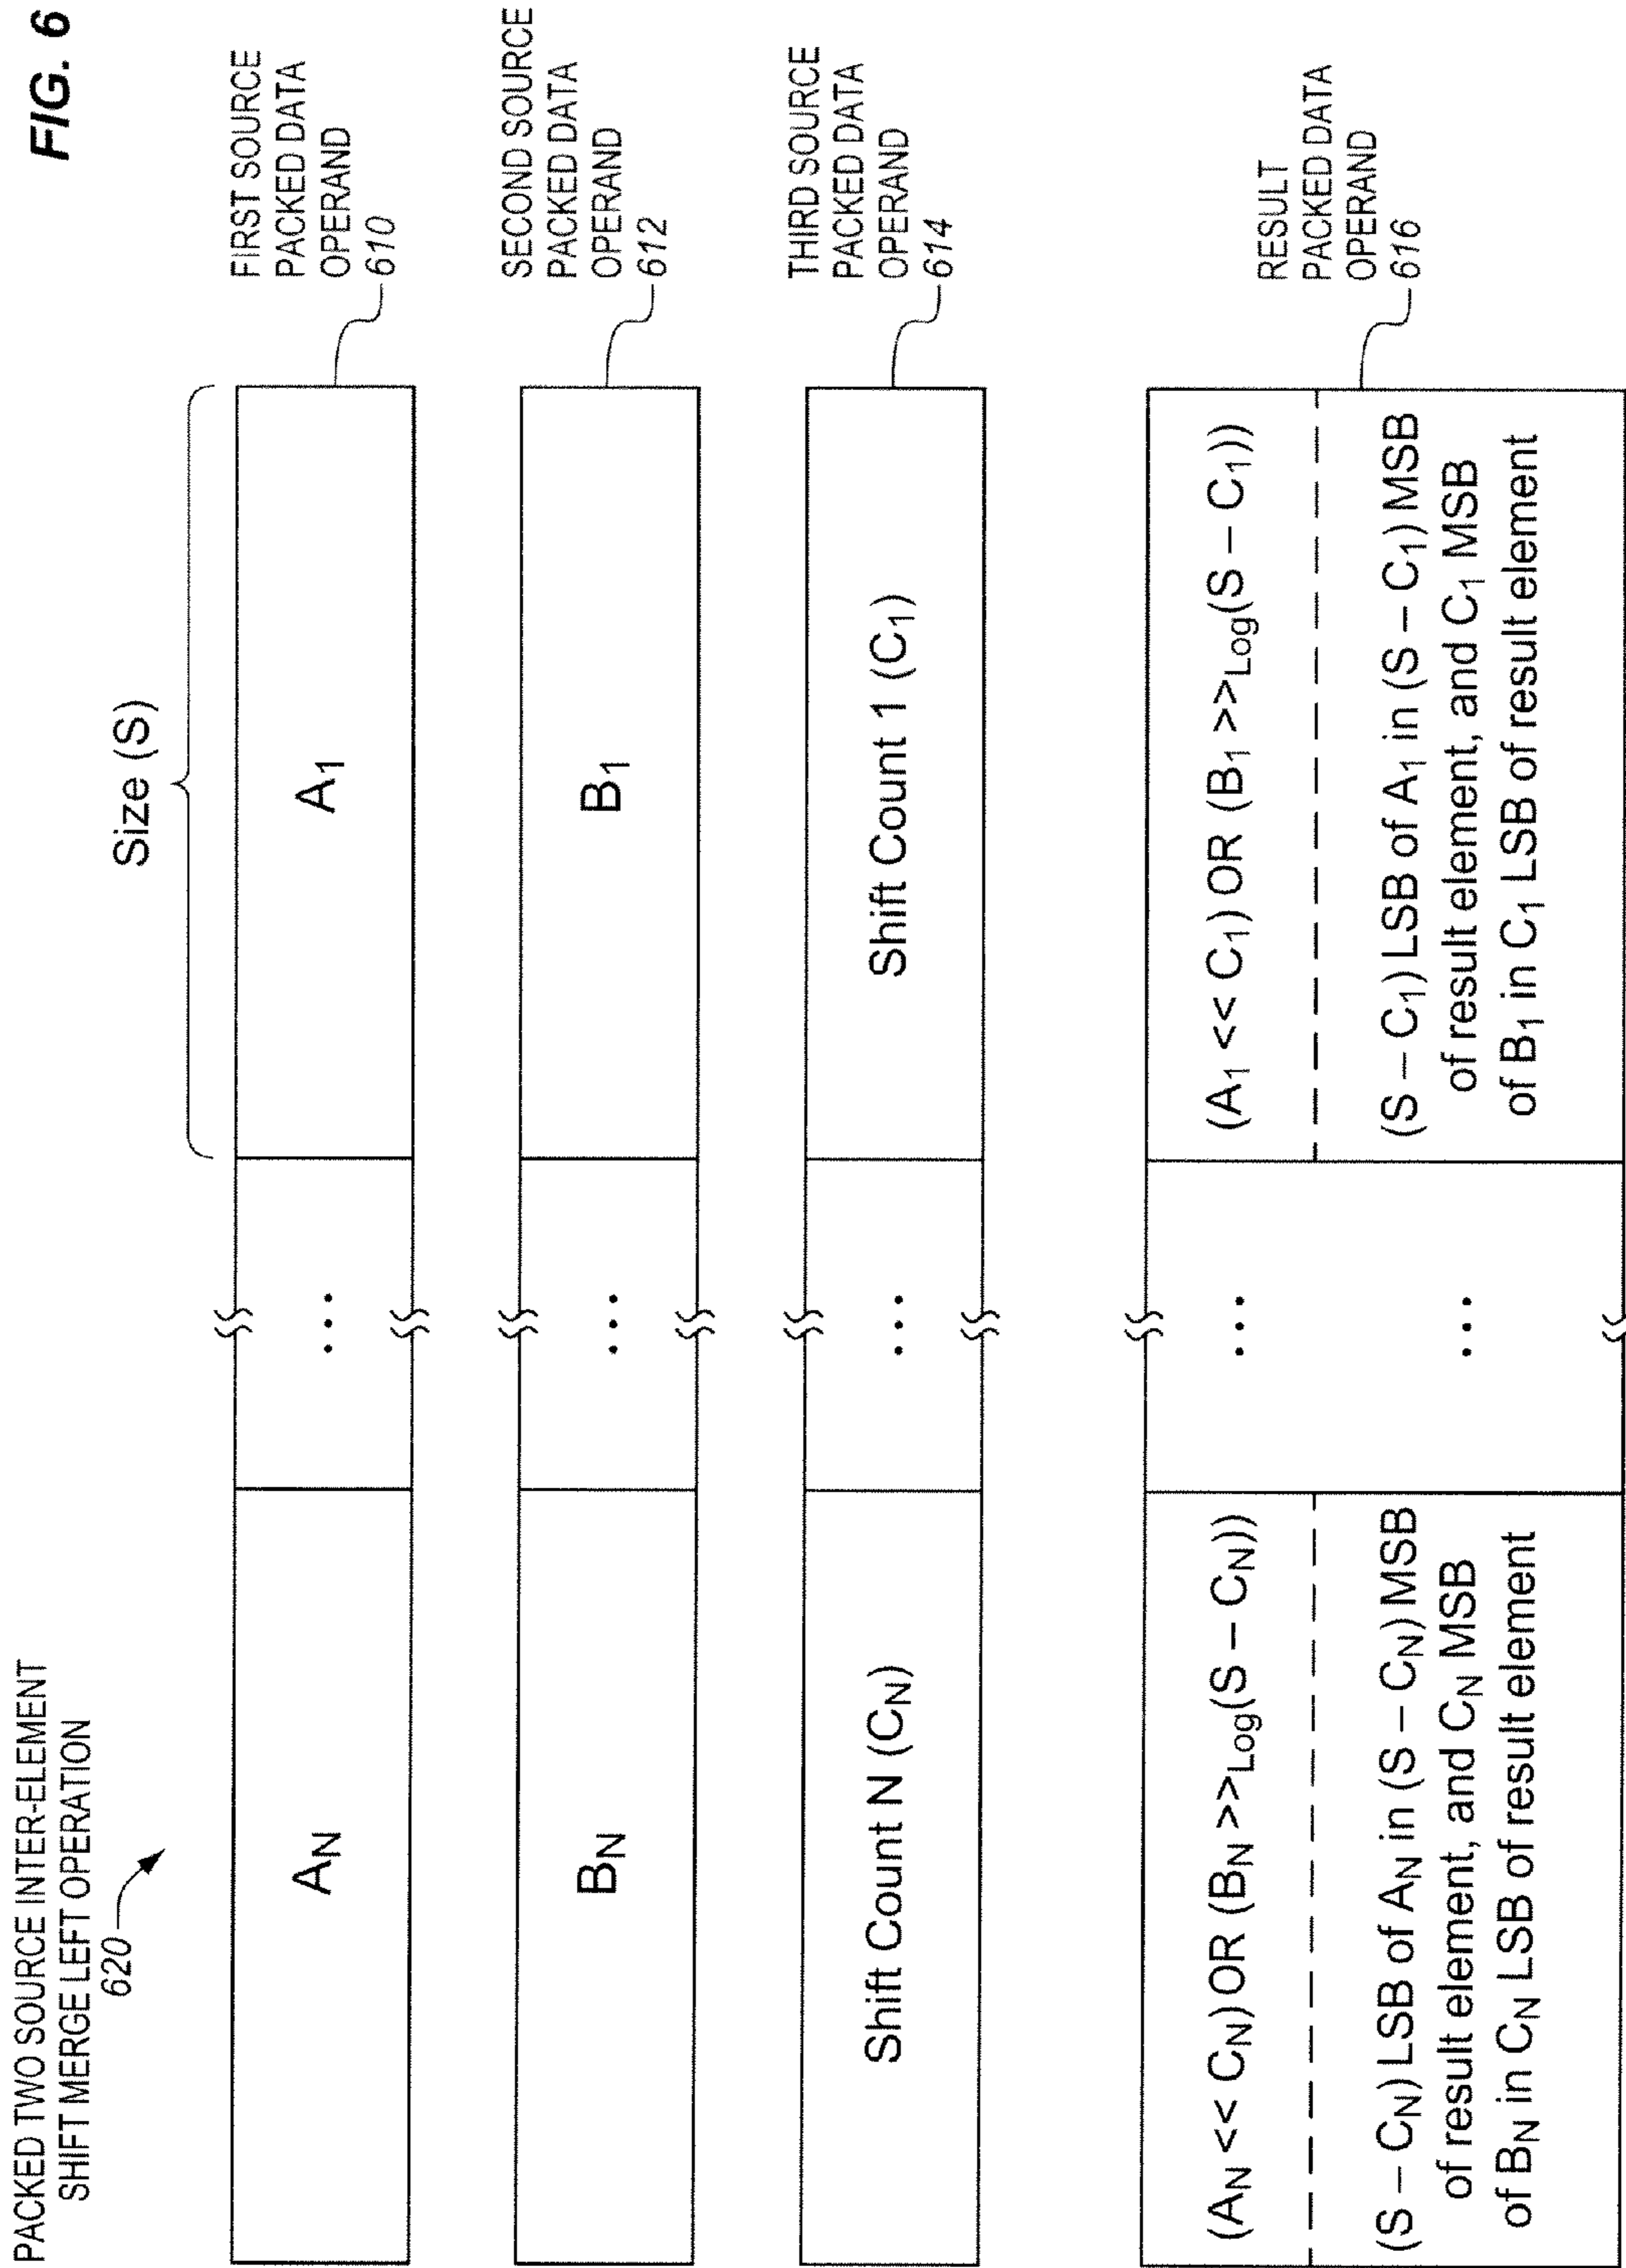 FIG. 6
PACKED TWO SOURCE INTER-ELEMENT
SHIFT MERGE LEFT OPERATION
620
Size (S)
A_N
...
A_1
FIRST SOURCE
PACKED DATA
OPERAND
610
B_N
...
B_1
SECOND SOURCE
PACKED DATA
OPERAND
612
Shift Count N (C_N)
...
Shift Count 1 (C_1)
THIRD SOURCE
PACKED DATA
OPERAND
614
(A_N << C_N) OR (B_N >>_Log(S – C_N))
(S – C_N) LSB of A_N in (S – C_N) MSB
of result element, and C_N MSB
of B_N in C_N LSB of result element
...
...
(A_1 << C_1) OR (B_1 >>_Log(S – C_1))
(S – C_1) LSB of A_1 in (S – C_1) MSB
of result element, and C_1 MSB
of B_1 in C_1 LSB of result element
RESULT
PACKED DATA
OPERAND
616